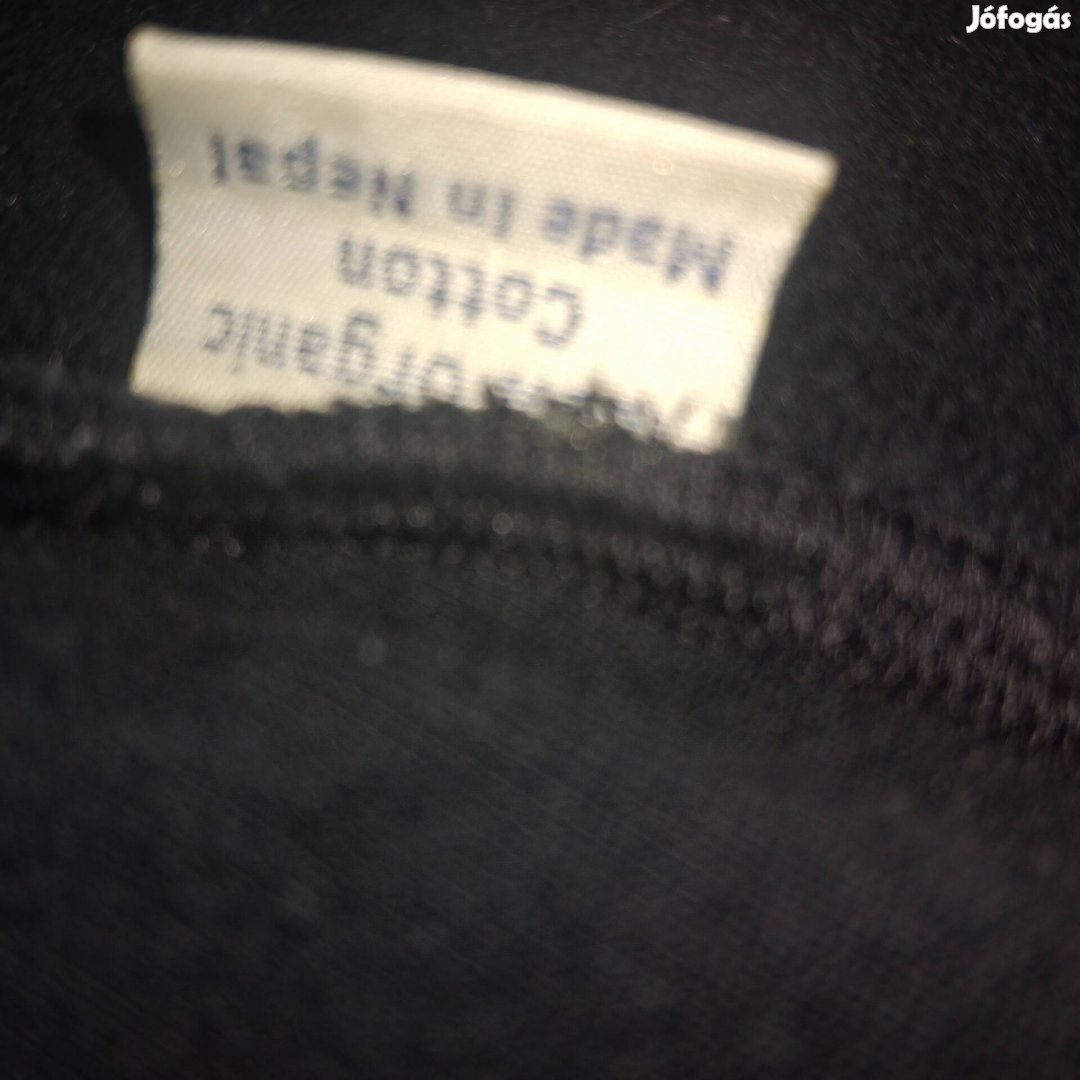 Jófogás
Organic
Cotton
Made in Nepal